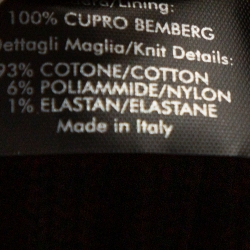 Lining:
100% CUPRO BEMBERG
Dettagli Maglia/Knit Details:
93% COTONE/COTTON
6% POLIAMMIDE/NYLON
1% ELASTAN/ELASTANE
Made in Italy